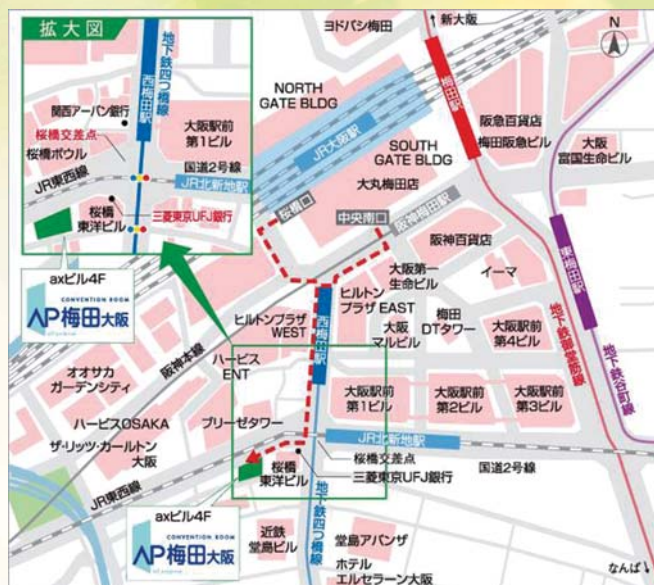 拡大図
地下鉄四つ橋線
西梅田駅
関西アーバン銀行
桜橋交差点
桜橋ボウル
大阪駅前
第1ビル
国道2号線
JR東西線
JR北新地駅
桜橋
東洋ビル
三菱東京UFJ銀行
axビル4F
CONVENTION ROOM
AP梅田大阪
ヨドバシ梅田
新大阪
N
NORTH
GATE BLDG
JR大阪駅
SOUTH
GATE BLDG
大丸梅田店
梅田駅
阪急百貨店
梅田阪急ビル
大阪
富国生命ビル
桜橋口
中央南口
阪神梅田駅
阪神百貨店
東梅田駅
大阪第一
生命ビル
イーマ
ヒルトン
プラザ EAST
ヒルトンプラザ
WEST
西梅田駅
大阪
マルビル
梅田
DTタワー
大阪駅前
第4ビル
地下鉄御堂筋線
地下鉄谷町線
阪神本線
ハービス
ENT
オオサカ
ガーデンシティ
大阪駅前
第1ビル
大阪駅前
第2ビル
大阪駅前
第3ビル
ハービスOSAKA
ブリーゼタワー
ザ・リッツ・カールトン
大阪
JR北新地駅
桜橋交差点
国道2号線
桜橋
東洋ビル
三菱東京UFJ銀行
JR東西線
axビル4F
CONVENTION ROOM
AP梅田大阪
地下鉄四つ橋線
近鉄
堂島ビル
堂島アバンザ
ホテル
エルセラーン大阪
なんば